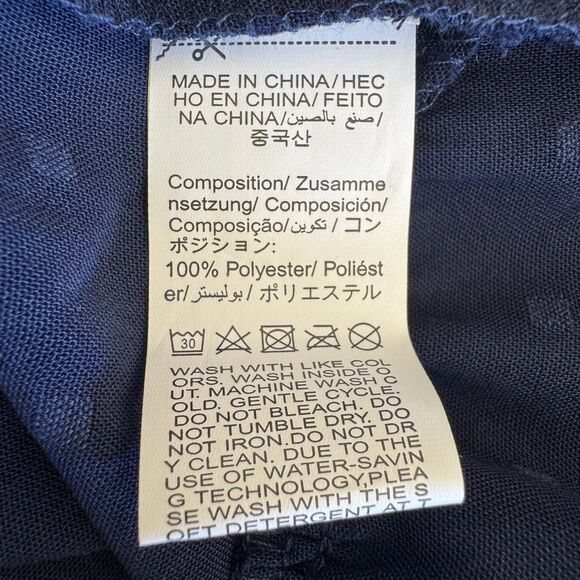 MADE IN CHINA/HEC
HO EN CHINA/ FEITO
NA CHINA/صنع بالصين/
중국산
Composition/ Zusamme
nsetzung/ Composición/
Composição/ تكوين/ コン
ポジション:
100% Polyester/ Poliést
er/ بوليستر/ ポリエステル
30
WASH WITH LIKE COL
ORS. WASH INSIDE O
UT. MACHINE WASH C
OLD. GENTLE CYCLE.
DO NOT BLEACH. DO
NOT TUMBLE DRY. DO
NOT IRON.DO NOT DR
Y CLEAN. DUE TO THE
USE OF WATER-SAVIN
G TECHNOLOGY,PLEA
SE WASH WITH THE S
OFT DETERGENT AT T